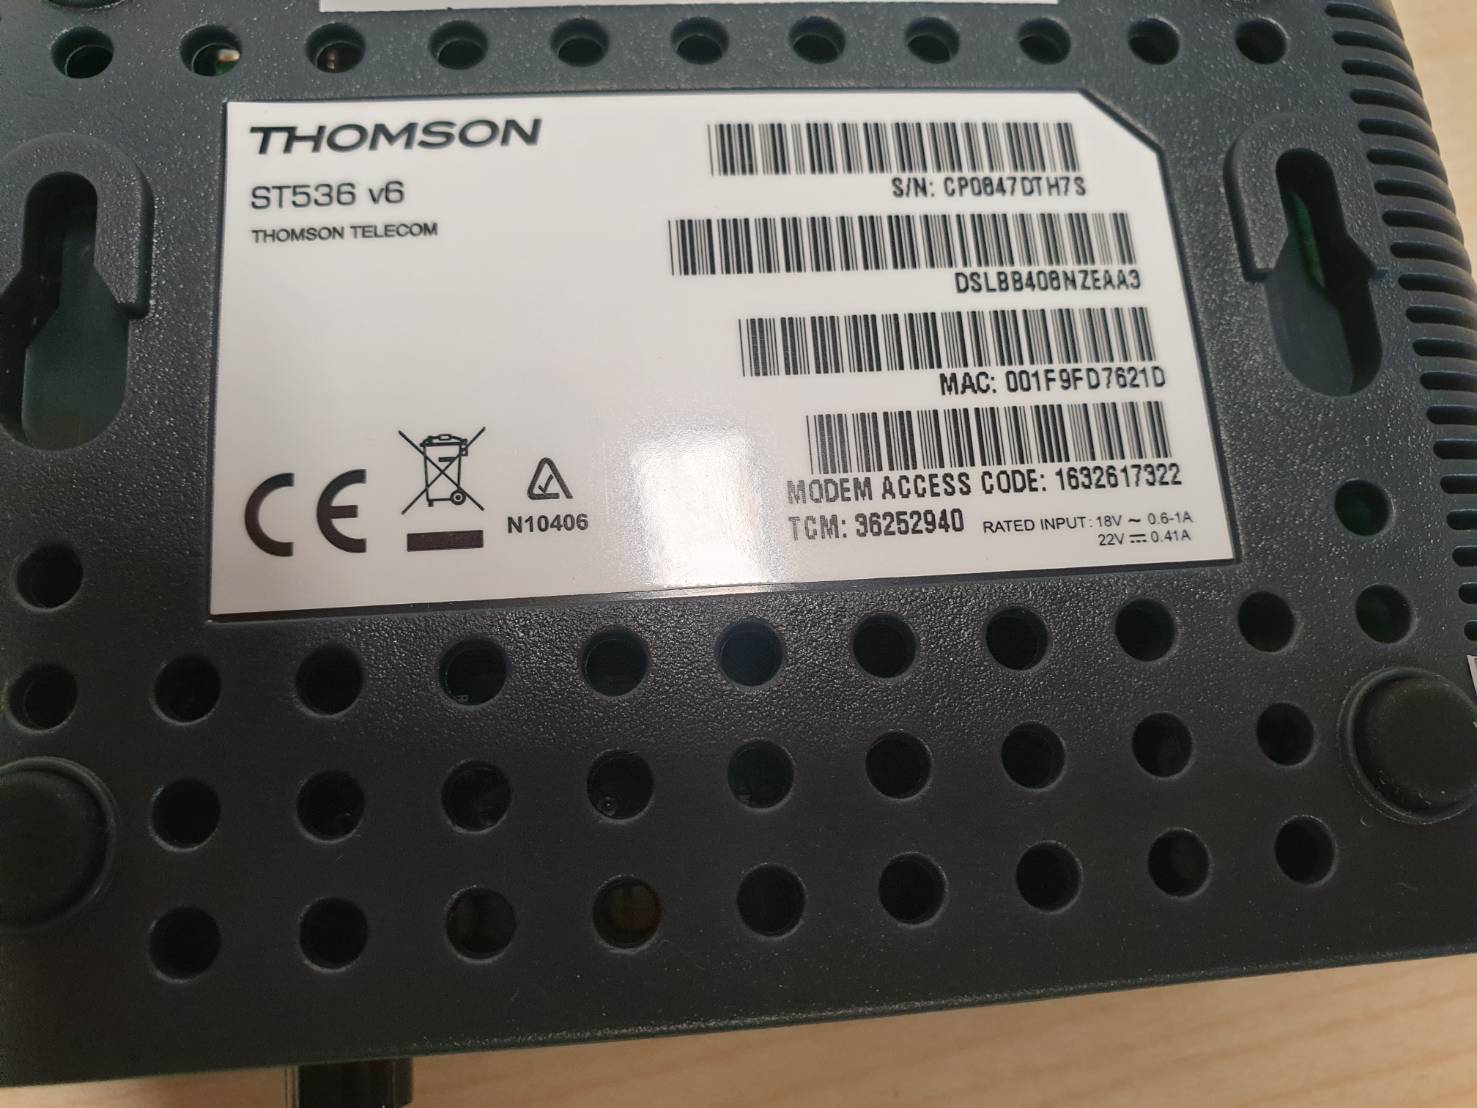 THOMSON
ST536 v6
THOMSON TELECOM
S/N: CP0847DTH7S
DSLBB408NZEAA3
MAC: 001F9FD7621D
MODEM ACCESS CODE: 1632617322
TCM: 36252940
RATED INPUT: 18V ~ 0.6-1A
22V ⎓ 0.41A
CE
N10406